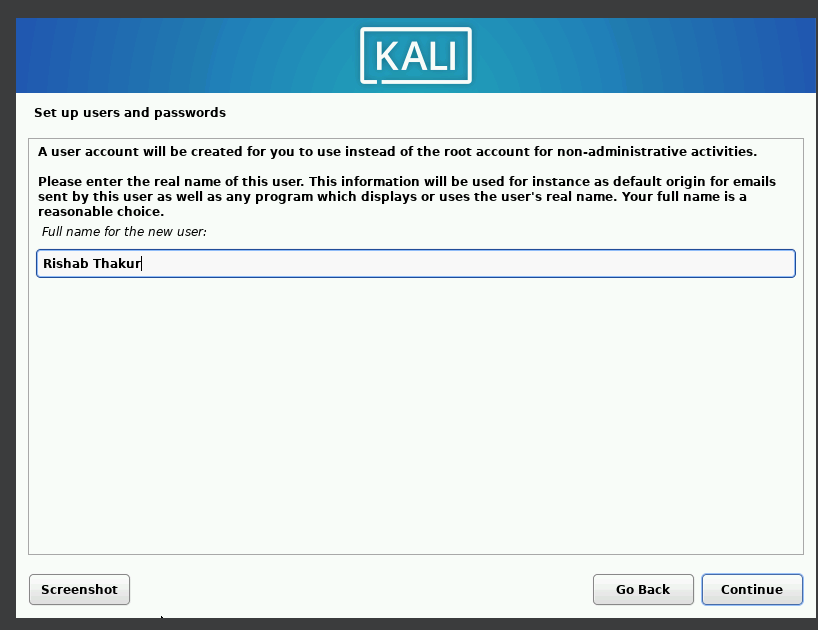 KALI
Set up users and passwords
A user account will be created for you to use instead of the root account for non-administrative activities.
Please enter the real name of this user. This information will be used for instance as default origin for emails
sent by this user as well as any program which displays or uses the user's real name. Your full name is a
reasonable choice.
Full name for the new user:
Rishab Thakur
Screenshot
Go Back
Continue